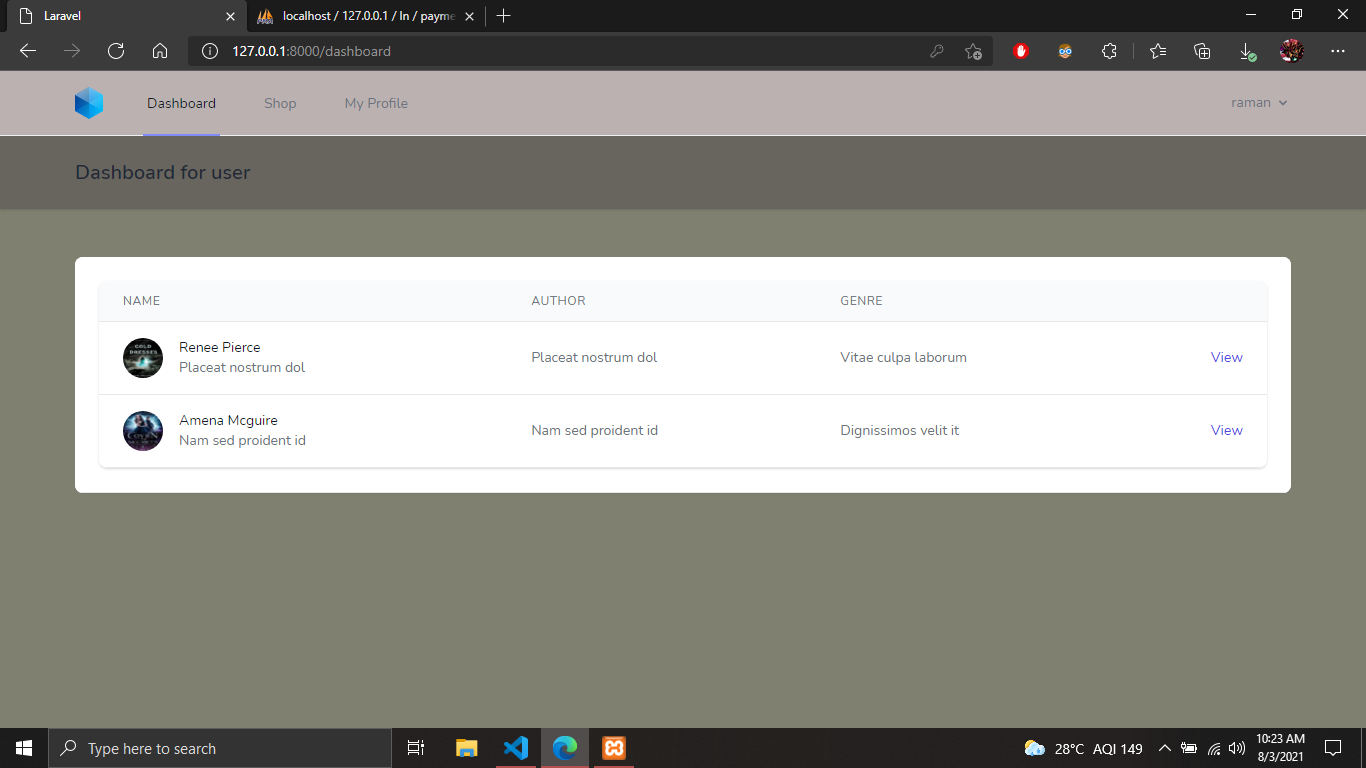 Laravel
localhost / 127.0.0.1 / ln / payme
127.0.0.1:8000/dashboard
Dashboard
Shop
My Profile
raman
Dashboard for user
NAME
AUTHOR
GENRE
Renee Pierce
Placeat nostrum dol
Placeat nostrum dol
Vitae culpa laborum
View
Amena Mcguire
Nam sed proident id
Nam sed proident id
Dignissimos velit it
View
Type here to search
28°C AQI 149
10:23 AM
8/3/2021